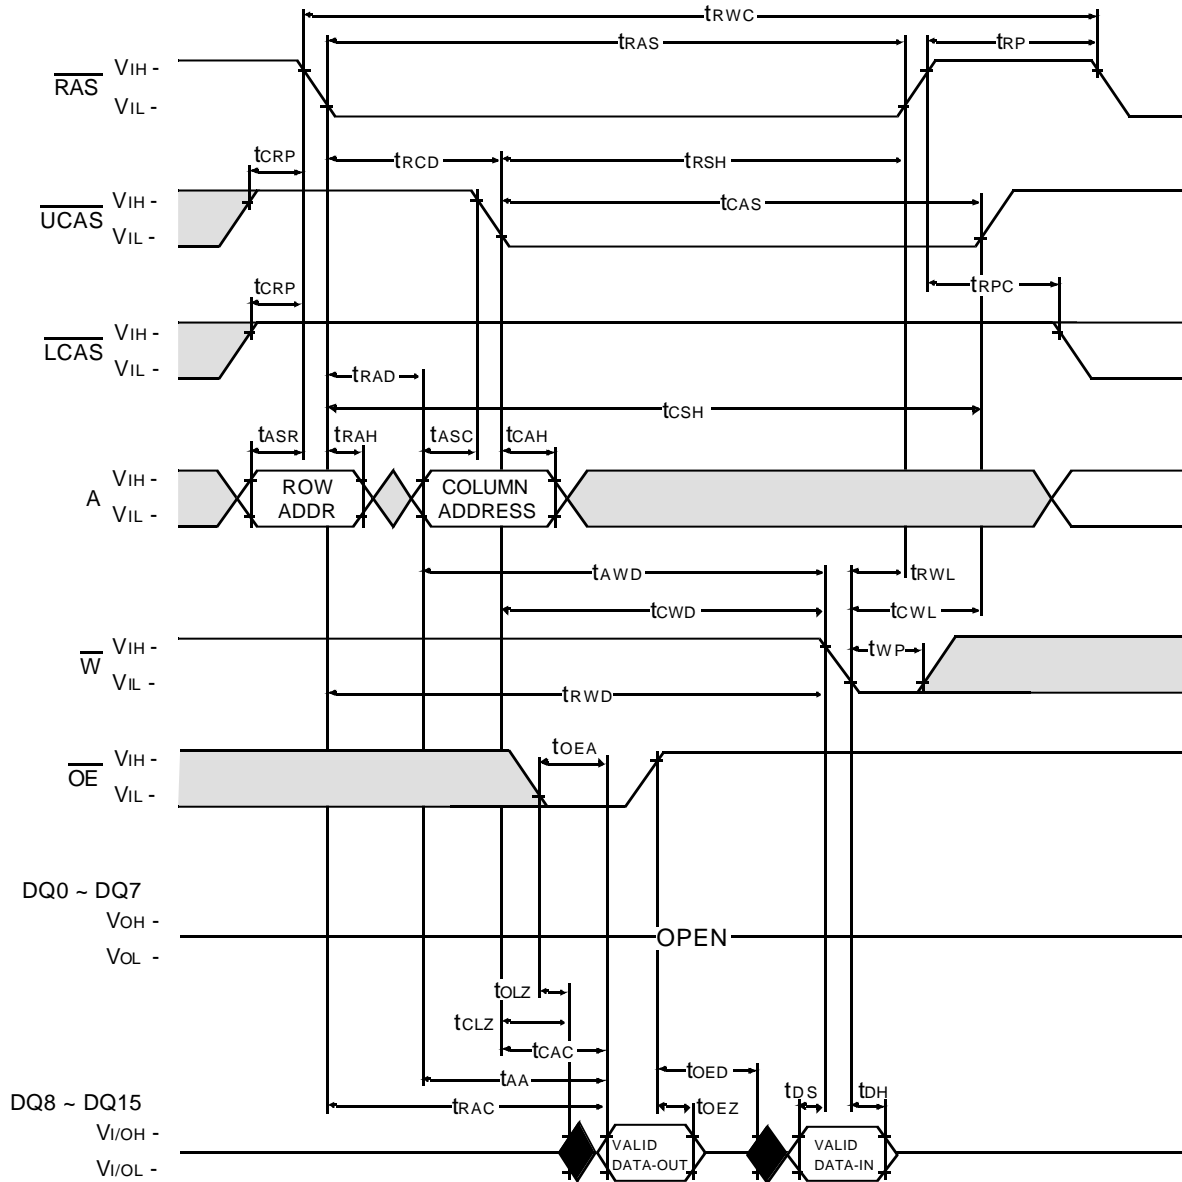 tRWC
tRAS
tRP
RAS
VIH -
VIL -
tCRP
tRCD
tRSH
UCAS
VIH -
VIL -
tCAS
tCRP
tRPC
LCAS
VIH -
VIL -
tRAD
tCSH
tASR
tRAH
tASC
tCAH
A
VIH -
VIL -
ROW
ADDR
COLUMN
ADDRESS
tAWD
tRWL
tCWD
tCWL
W
VIH -
VIL -
tWP
tRWD
OE
VIH -
VIL -
tOEA
DQ0 ~ DQ7
VOH -
VOL -
OPEN
tOLZ
tCLZ
tCAC
tAA
tOED
tDS
tDH
DQ8 ~ DQ15
tRAC
tOEZ
VI/OH -
VI/OL -
VALID
DATA-OUT
VALID
DATA-IN